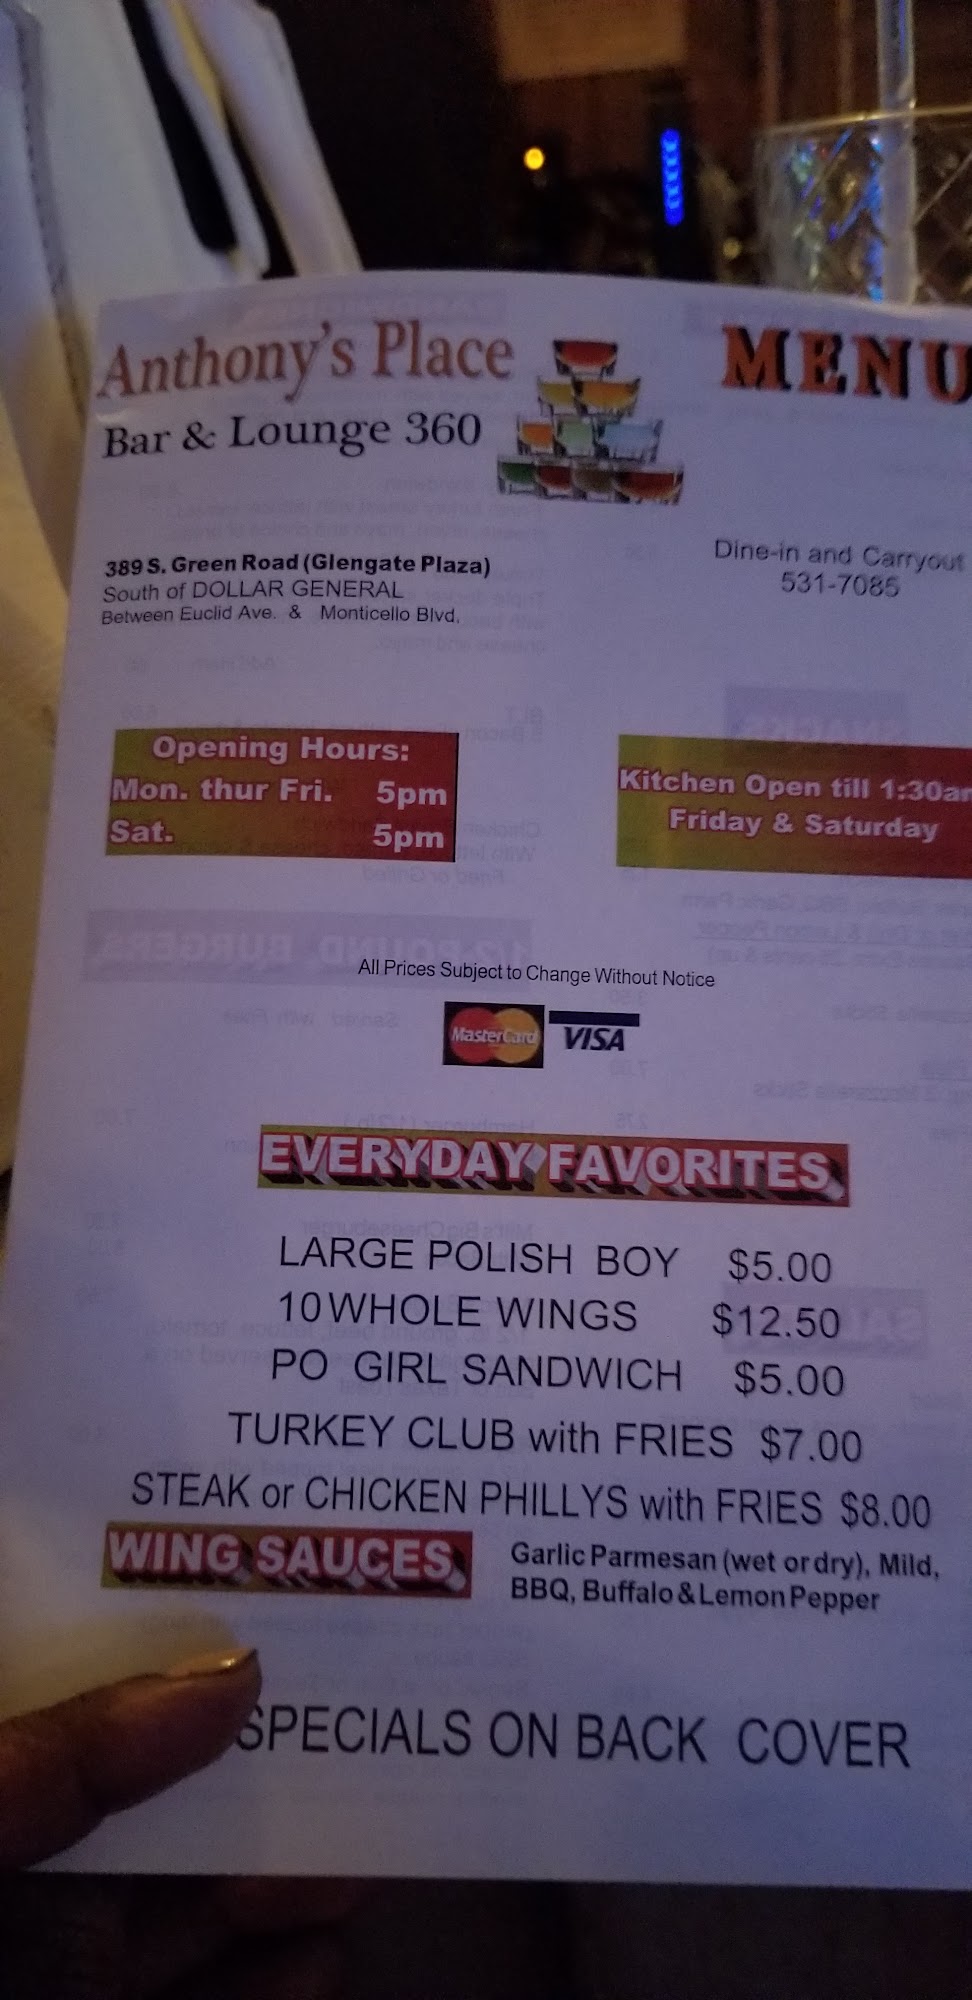 Anthony's Place
MENU
Bar & Lounge 360
389 S. Green Road (Glengate Plaza)
South of DOLLAR GENERAL
Between Euclid Ave. & Monticello Blvd.
Dine-in and Carryout
531-7085
Opening Hours:
Mon. thur Fri. 5pm
Sat. 5pm
Kitchen Open till 1:30am
Friday & Saturday
All Prices Subject to Change Without Notice
MasterCard VISA
EVERYDAY FAVORITES
LARGE POLISH BOY $5.00
10 WHOLE WINGS $12.50
PO GIRL SANDWICH $5.00
TURKEY CLUB with FRIES $7.00
STEAK or CHICKEN PHILLYS with FRIES $8.00
WING SAUCES
Garlic Parmesan (wet or dry), Mild,
BBQ, Buffalo & Lemon Pepper
SPECIALS ON BACK COVER